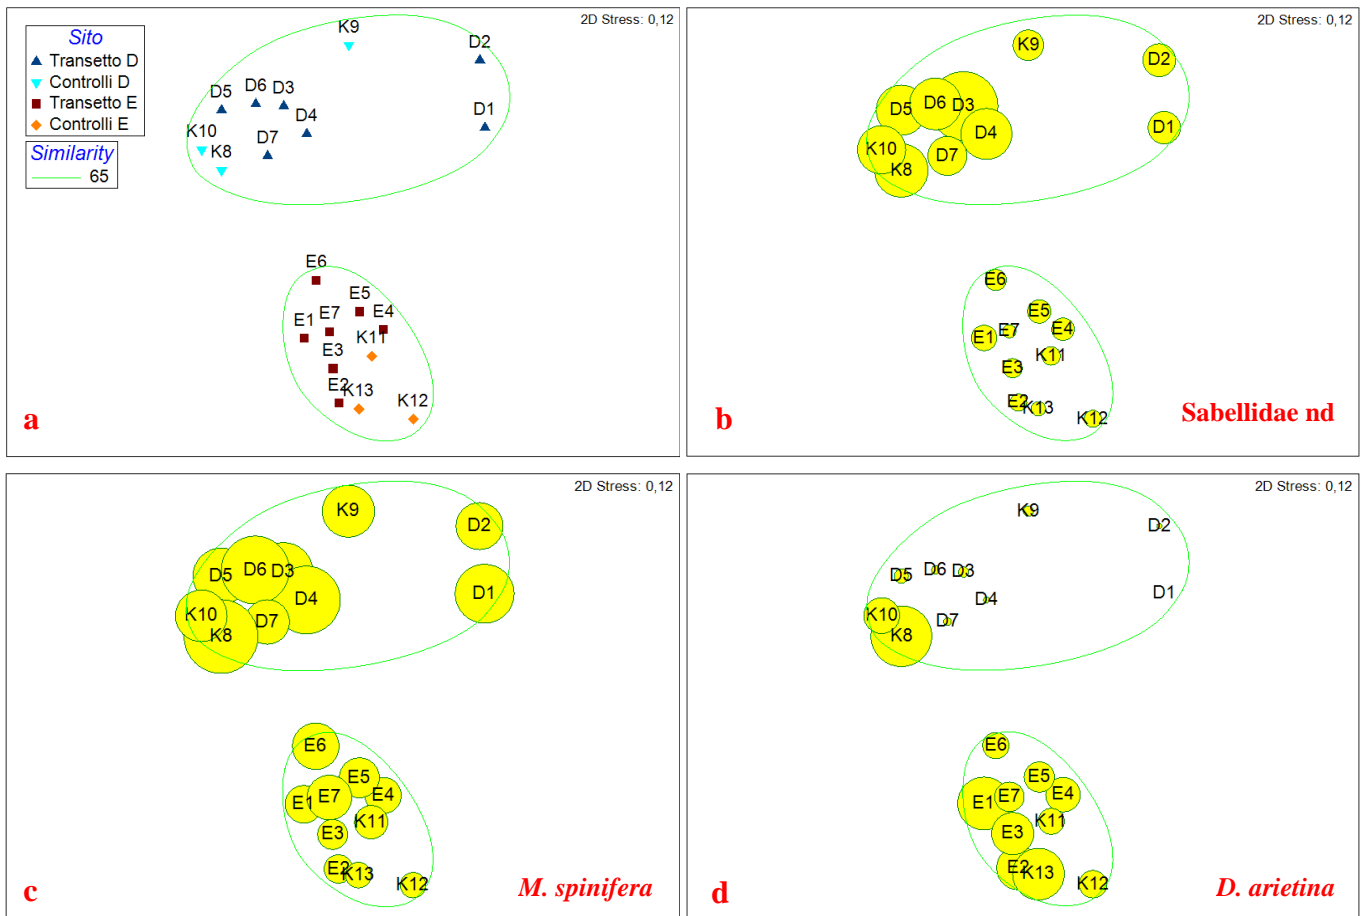 2D Stress: 0,12
Sito
Transetto D
Controlli D
Transetto E
Controlli E
Similarity
65
K9
D2
D5
D6
D3
D4
D1
K10
K8
D7
E6
E5
E7
E4
E1
K11
E3
E2
K13
K12
a
2D Stress: 0,12
K9
D2
D5
D6
D3
D4
D1
K10
K8
D7
E6
E5
E7
E4
E1
K11
E3
E2
K13
K12
b
Sabellidae nd
2D Stress: 0,12
K9
D2
D5
D6
D3
D4
D1
K10
K8
D7
E6
E5
E7
E4
E1
K11
E3
E2
K13
K12
c
M. spinifera
2D Stress: 0,12
K9
D2
D5
D6
D3
D4
D1
K10
K8
D7
E6
E5
E7
E4
E1
K11
E3
E2
K13
K12
d
D. arietina